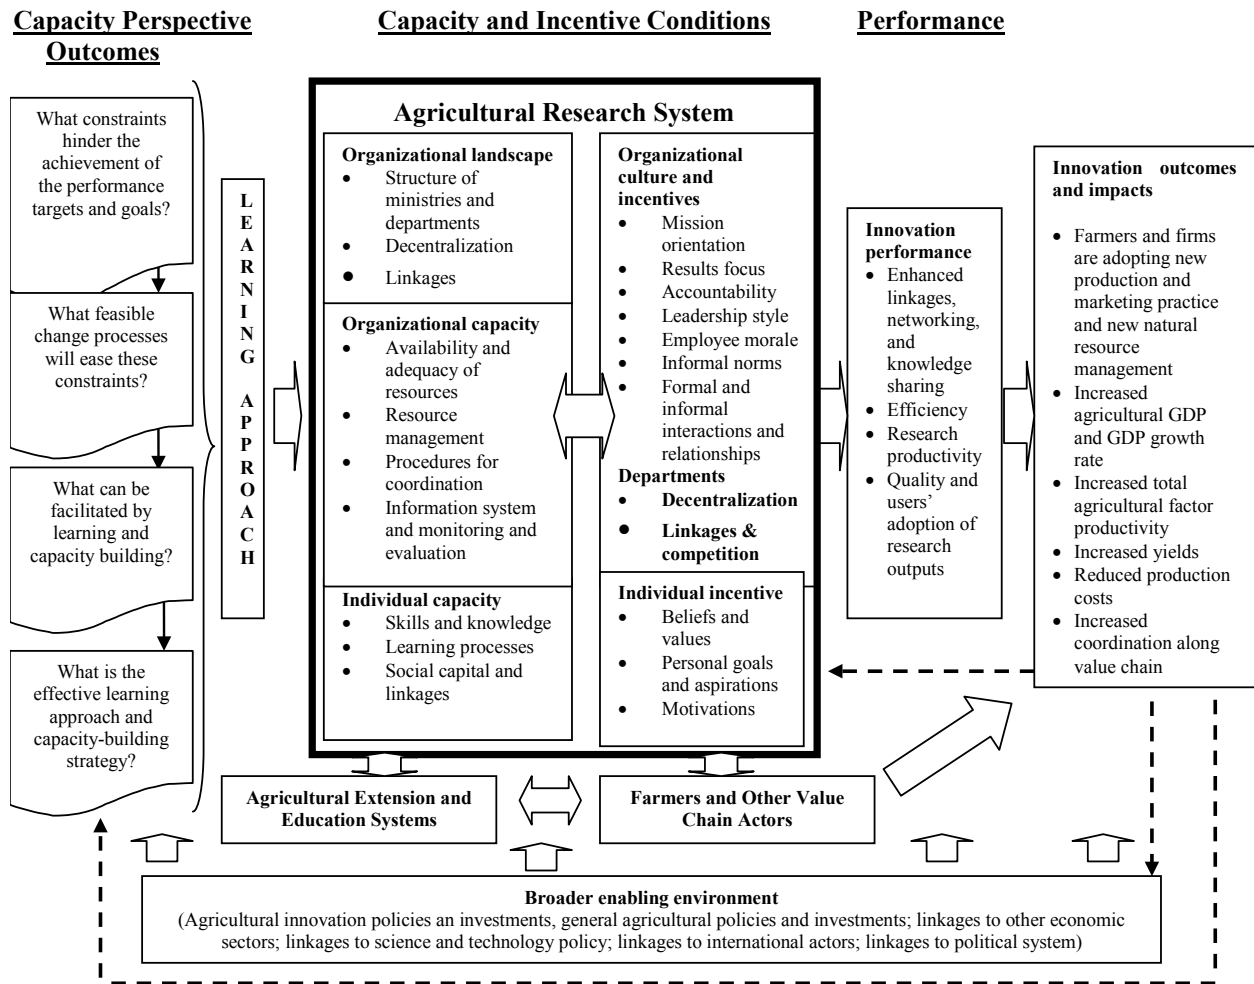 Capacity Perspective
Outcomes
Capacity and Incentive Conditions
Performance
What constraints
hinder the
achievement of
the performance
targets and goals?
What feasible
change processes
will ease these
constraints?
What can be
facilitated by
learning and
capacity building?
What is the
effective learning
approach and
capacity-building
strategy?
L
E
A
R
N
I
N
G
A
P
P
R
O
A
C
H
Agricultural Research System
Organizational landscape
• Structure of
ministries and
departments
• Decentralization
• Linkages
Organizational capacity
• Availability and
adequacy of
resources
• Resource
management
• Procedures for
coordination
• Information system
and monitoring and
evaluation
Individual capacity
• Skills and knowledge
• Learning processes
• Social capital and
linkages
Organizational
culture and
incentives
• Mission
orientation
• Results focus
• Accountability
• Leadership style
• Employee morale
• Informal norms
• Formal and
informal
interactions and
relationships
Departments
• Decentralization
• Linkages &
competition
Individual incentive
• Beliefs and
values
• Personal goals
and aspirations
• Motivations
Innovation
performance
• Enhanced
linkages,
networking,
and
knowledge
sharing
• Efficiency
• Research
productivity
• Quality and
users’
adoption of
research
outputs
Innovation outcomes
and impacts
• Farmers and firms
are adopting new
production and
marketing practice
and new natural
resource
management
• Increased
agricultural GDP
and GDP growth
rate
• Increased total
agricultural factor
productivity
• Increased yields
• Reduced production
costs
• Increased
coordination along
value chain
Agricultural Extension and
Education Systems
Farmers and Other Value
Chain Actors
Broader enabling environment
(Agricultural innovation policies an investments, general agricultural policies and investments; linkages to other economic
sectors; linkages to science and technology policy; linkages to international actors; linkages to political system)